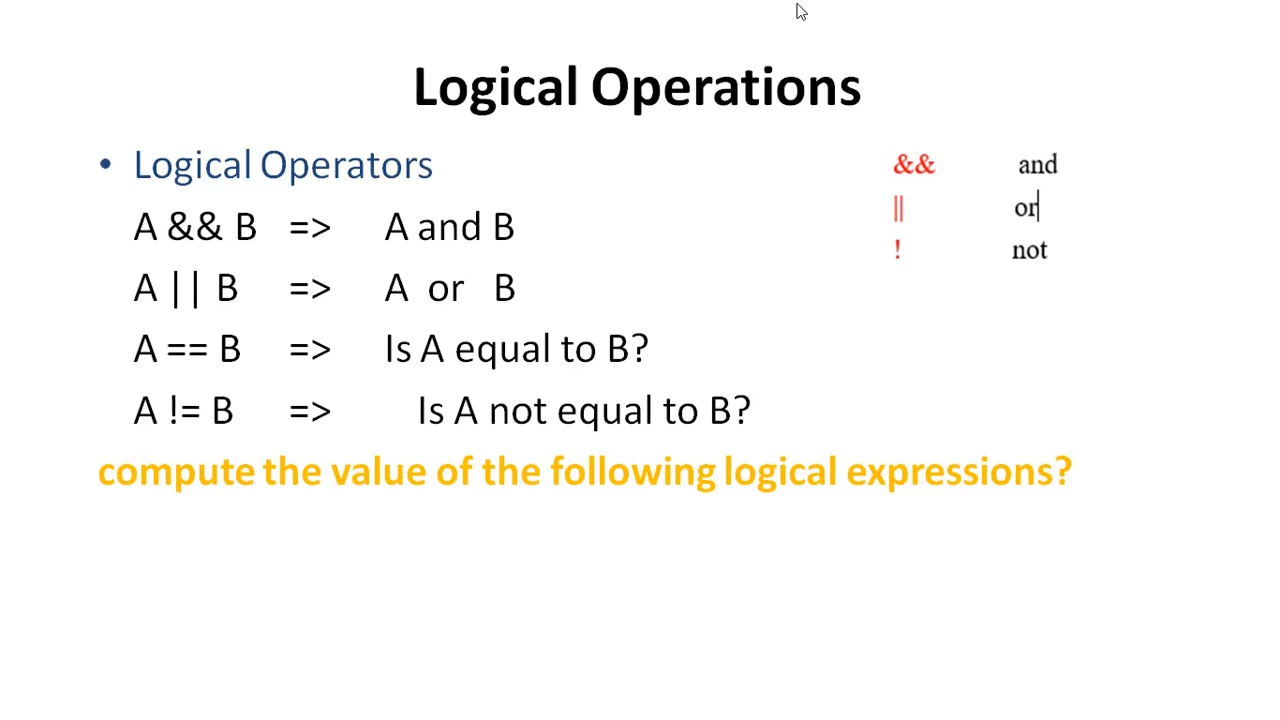 Logical Operations
• Logical Operators
A && B => A and B
A || B => A or B
A == B => Is A equal to B?
A != B => Is A not equal to B?
compute the value of the following logical expressions?
&& and
|| or
! not